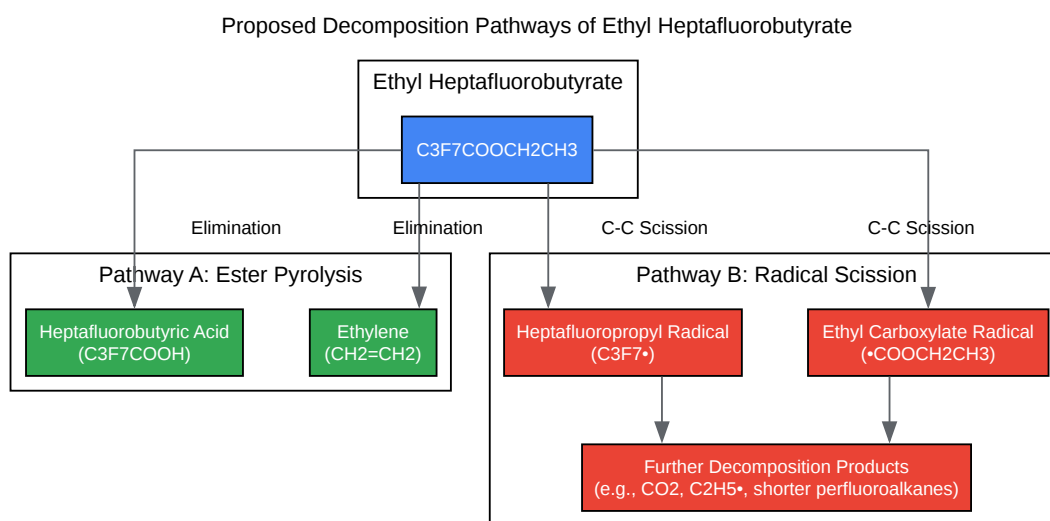 Proposed Decomposition Pathways of Ethyl Heptafluorobutyrate
Ethyl Heptafluorobutyrate
C3F7COOCH2CH3
Elimination
Elimination
C-C Scission
C-C Scission
Pathway A: Ester Pyrolysis
Pathway B: Radical Scission
Heptafluorobutyric Acid
(C3F7COOH)
Ethylene
(CH2=CH2)
Heptafluoropropyl Radical
(C3F7•)
Ethyl Carboxylate Radical
(•COOCH2CH3)
Further Decomposition Products
(e.g., CO2, C2H5•, shorter perfluoroalkanes)